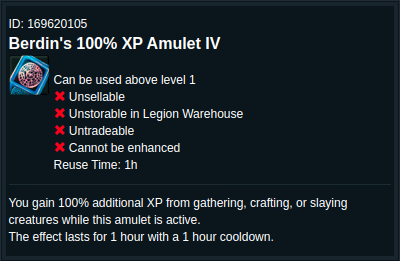 ID: 169620105
Berdin's 100% XP Amulet IV
Can be used above level 1
Unsellable
Unstorable in Legion Warehouse
Untradeable
Cannot be enhanced
Reuse Time: 1h
You gain 100% additional XP from gathering, crafting, or slaying
creatures while this amulet is active.
The effect lasts for 1 hour with a 1 hour cooldown.